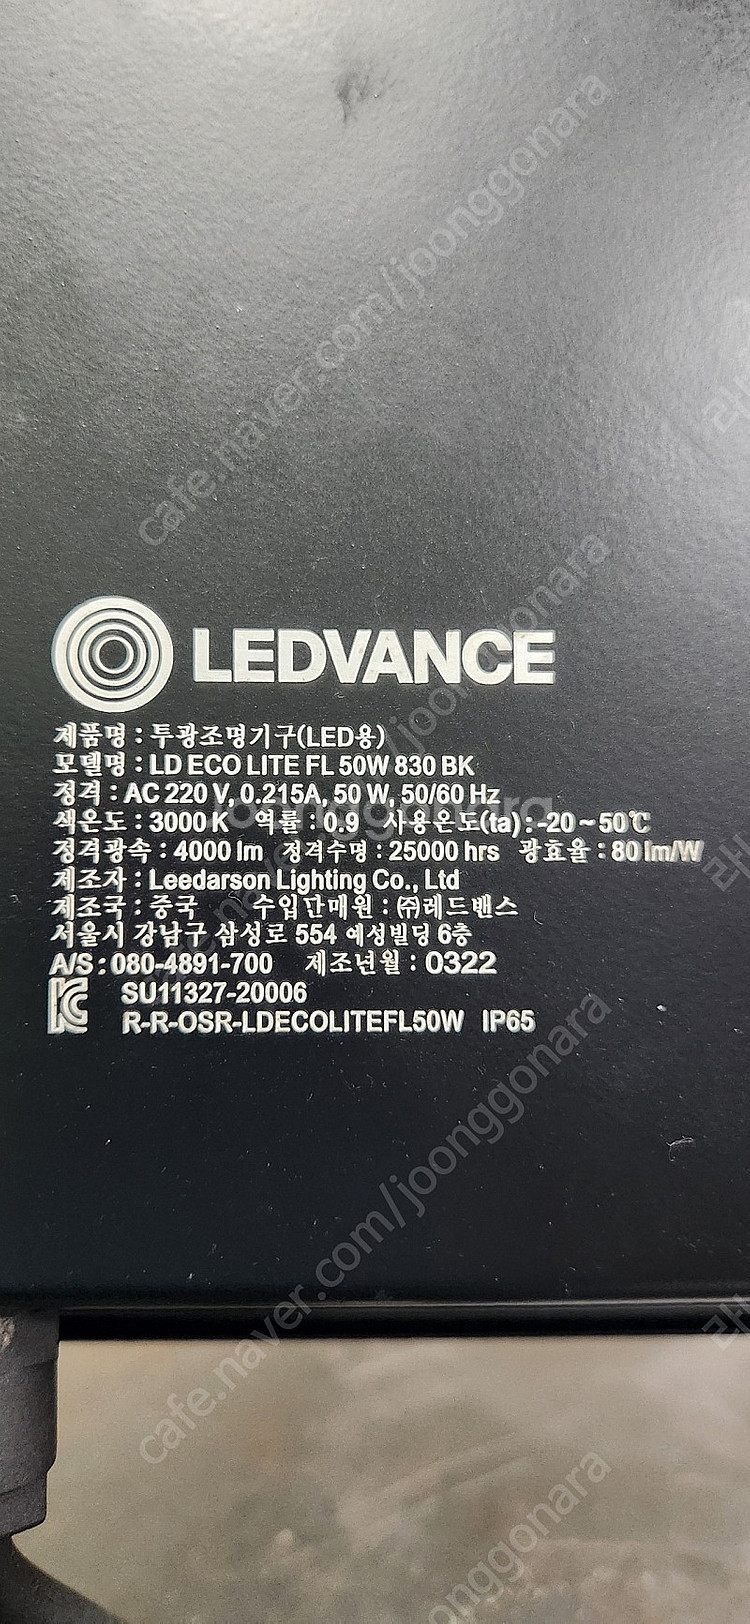 LEDVANCE
제품명 : 투광조명기구(LED용)
모델명 : LD ECO LITE FL 50W 830 BK
정격 : AC 220 V, 0.215A, 50 W, 50/60 Hz
색온도 : 3000 K 역률 : 0.9 사용온도(ta) : -20 ~ 50℃
정격광속 : 4000 lm 정격수명 : 25000 hrs 광효율 : 80 lm/W
제조자 : Leedarson Lighting Co., Ltd
제조국 : 중국 수입판매원 : ㈜레드밴스
서울시 강남구 삼성로 554 예성빌딩 6층
A/S : 080-4891-700 제조년월 : 0322
SU11327-20006
R-R-OSR-LDECOLITEFL50W IP65
cafe.naver.com/joonggonara
cafe.naver.com/joonggonara
cafe.naver.com/joonggonara
joonggonara